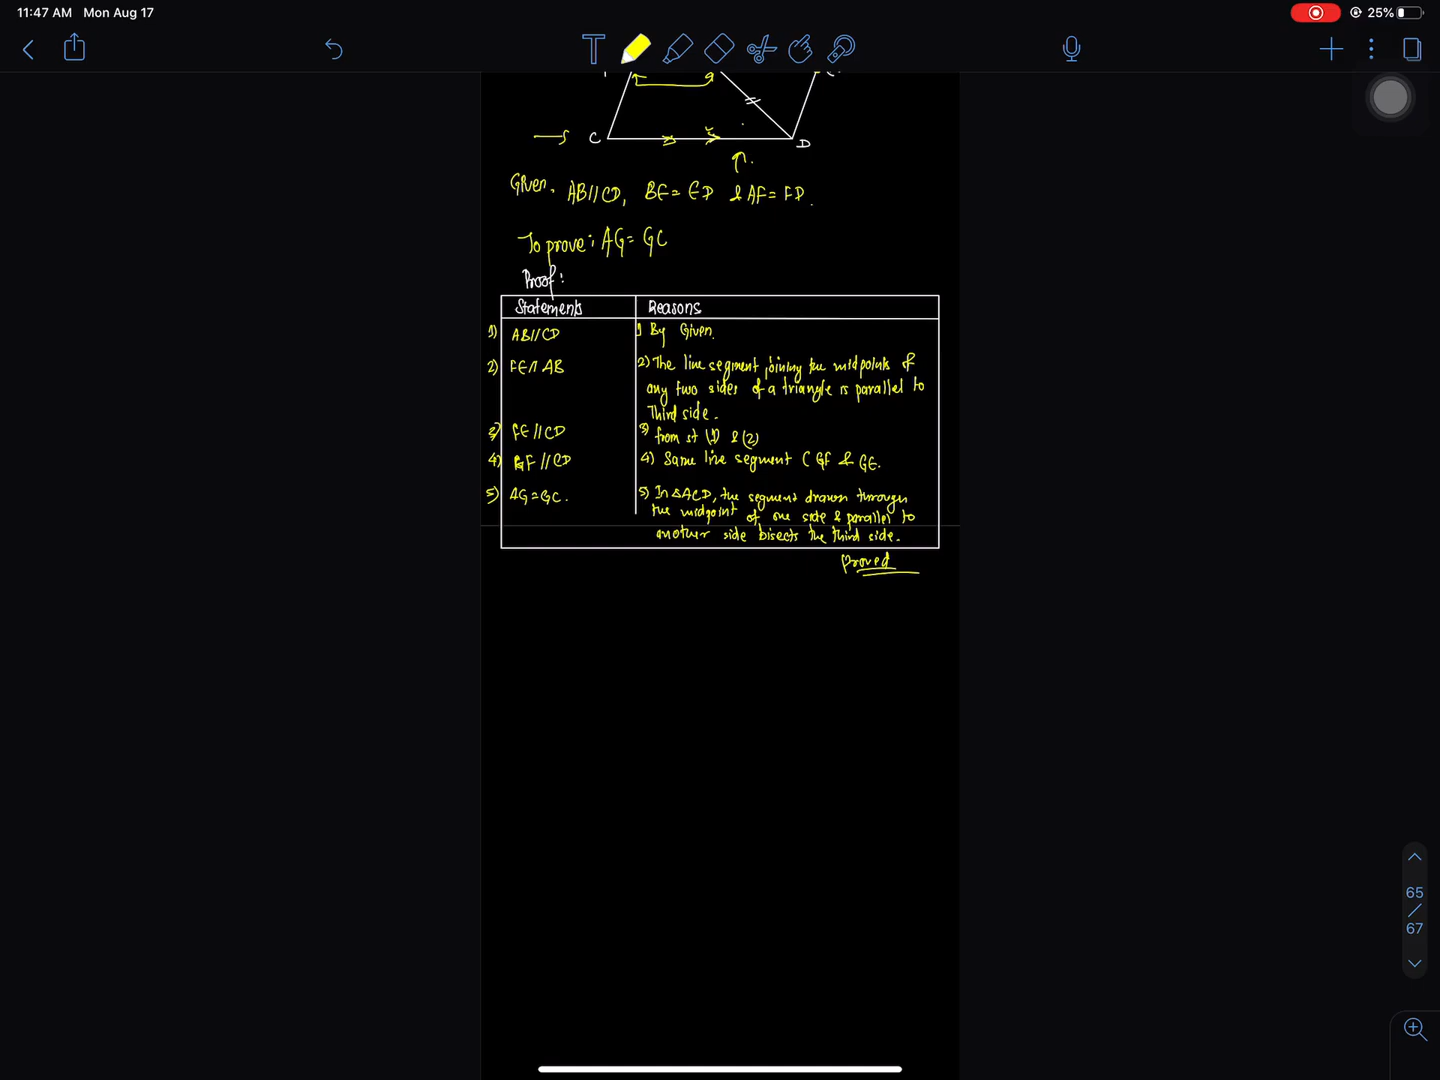 11:47 AM Mon Aug 17
25%
T
C
D
Given. AB//CD, BE = ED & AF = FD.
To prove: AG = GC
Proof:
Statements Reasons
1) AB//CD 1 By Given.
2) FE// AB 2) The line segment joining the midpoints of
any two sides of a triangle is parallel to
third side.
3) FE//CD 3) from st (1) & (2)
4) GF //CD 4) Same line segment ( GF & GE.
5) AG = GC. 5) In △ACD, the segment drawn through
the midpoint of one side & parallel to
another side bisects the third side.
Proved
65
/
67